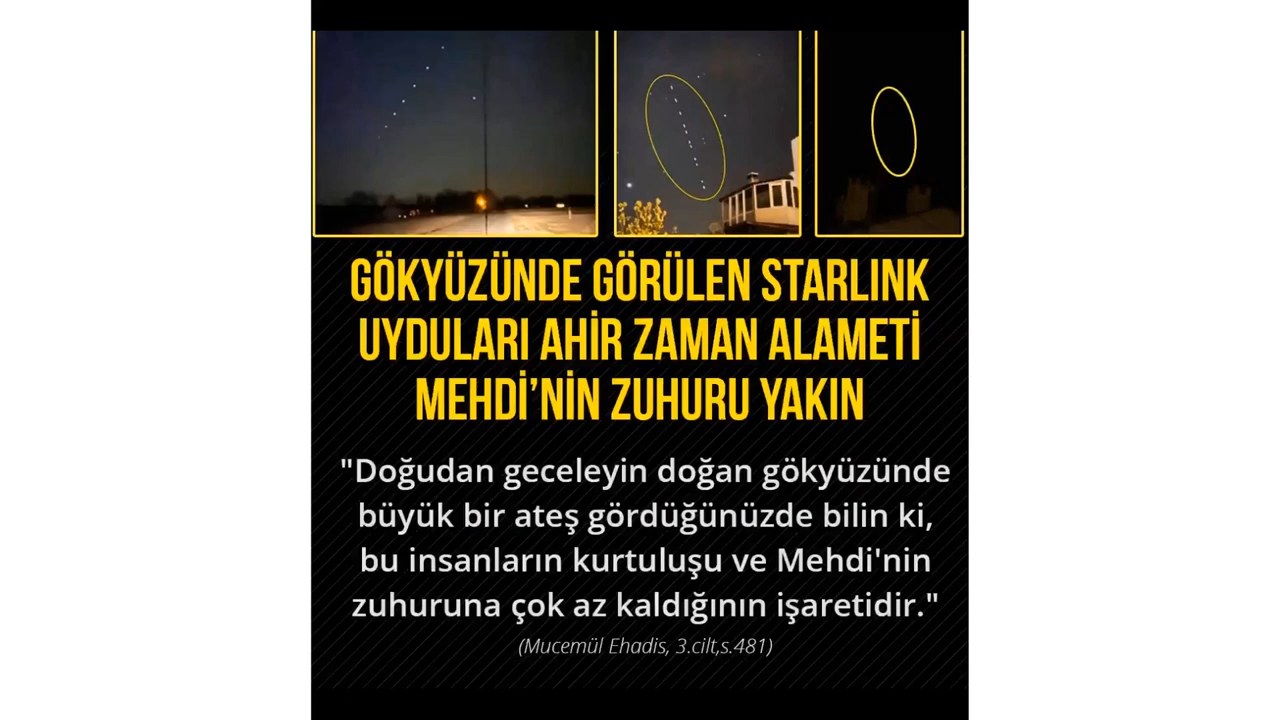 GÖKYÜZÜNDE GÖRÜLEN STARLINK
UYDULARI AHİR ZAMAN ALAMETİ
MEHDİ'NİN ZUHURU YAKIN
"Doğudan geceleyin doğan gökyüzünde
büyük bir ateş gördüğünüzde bilin ki,
bu insanların kurtuluşu ve Mehdi'nin
zuhuruna çok az kaldığının işaretidir."
(Mucemül Ehadis, 3.cilt,s.481)